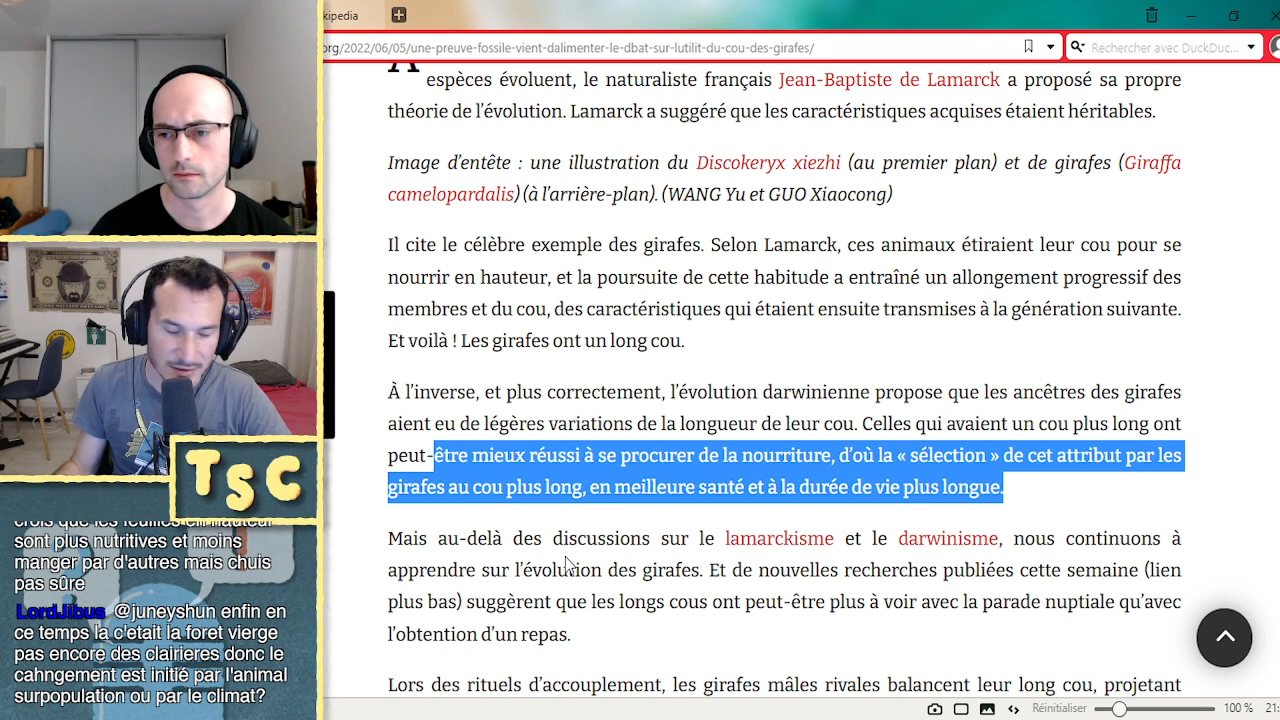 kipedia
org/2022/06/05/une-preuve-fossile-vient-dalimenter-le-dbat-sur-lutilit-du-cou-des-girafes/
Rechercher avec DuckDuc...
espèces évoluent, le naturaliste français Jean-Baptiste de Lamarck a proposé sa propre
théorie de l'évolution. Lamarck a suggéré que les caractéristiques acquises étaient héritables.
Image d'entête : une illustration du Discokeryx xiezhi (au premier plan) et de girafes (Giraffa
camelopardalis) (à l'arrière-plan). (WANG Yu et GUO Xiaocong)
Il cite le célèbre exemple des girafes. Selon Lamarck, ces animaux étiraient leur cou pour se
nourrir en hauteur, et la poursuite de cette habitude a entraîné un allongement progressif des
membres et du cou, des caractéristiques qui étaient ensuite transmises à la génération suivante.
Et voilà ! Les girafes ont un long cou.
À l'inverse, et plus correctement, l'évolution darwinienne propose que les ancêtres des girafes
aient eu de légères variations de la longueur de leur cou. Celles qui avaient un cou plus long ont
peut-être mieux réussi à se procurer de la nourriture, d'où la « sélection » de cet attribut par les
girafes au cou plus long, en meilleure santé et à la durée de vie plus longue.
Mais au-delà des discussions sur le lamarckisme et le darwinisme, nous continuons à
apprendre sur l'évolution des girafes. Et de nouvelles recherches publiées cette semaine (lien
plus bas) suggèrent que les longs cous ont peut-être plus à voir avec la parade nuptiale qu'avec
l'obtention d'un repas.
Lors des rituels d'accouplement, les girafes mâles rivales balancent leur long cou, projetant
Réinitialiser
100 %
21:
TSC
sont plus nutritives et moins
manger par d'autres mais chuis
pas sûre
LordJibus @juneyshun enfin en
ce temps la c'etait la foret vierge
pas encore des clairieres donc le
cahngement est initié par l'animal
surpopulation ou par le climat?